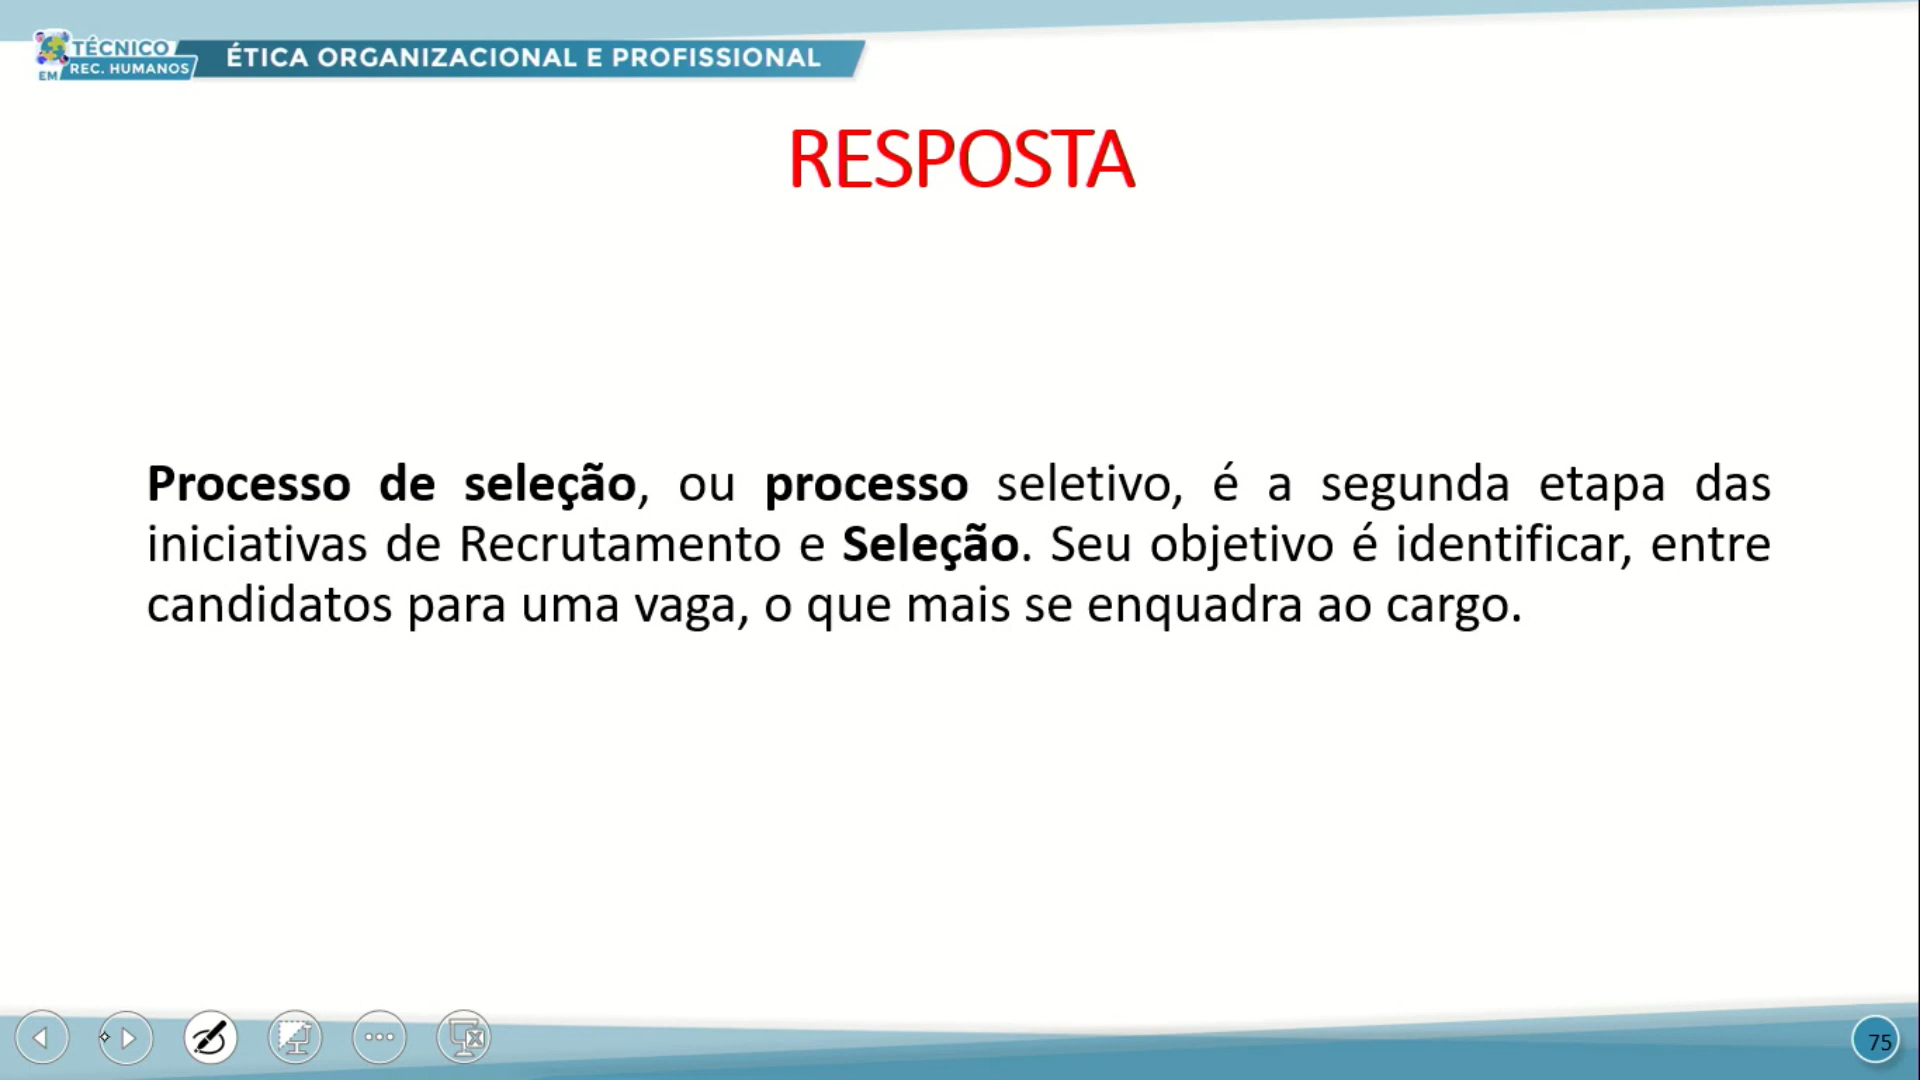 TÉCNICO
EM REC. HUMANOS
ÉTICA ORGANIZACIONAL E PROFISSIONAL
RESPOSTA
Processo de seleção, ou processo seletivo, é a segunda etapa das
iniciativas de Recrutamento e Seleção. Seu objetivo é identificar, entre
candidatos para uma vaga, o que mais se enquadra ao cargo.
75